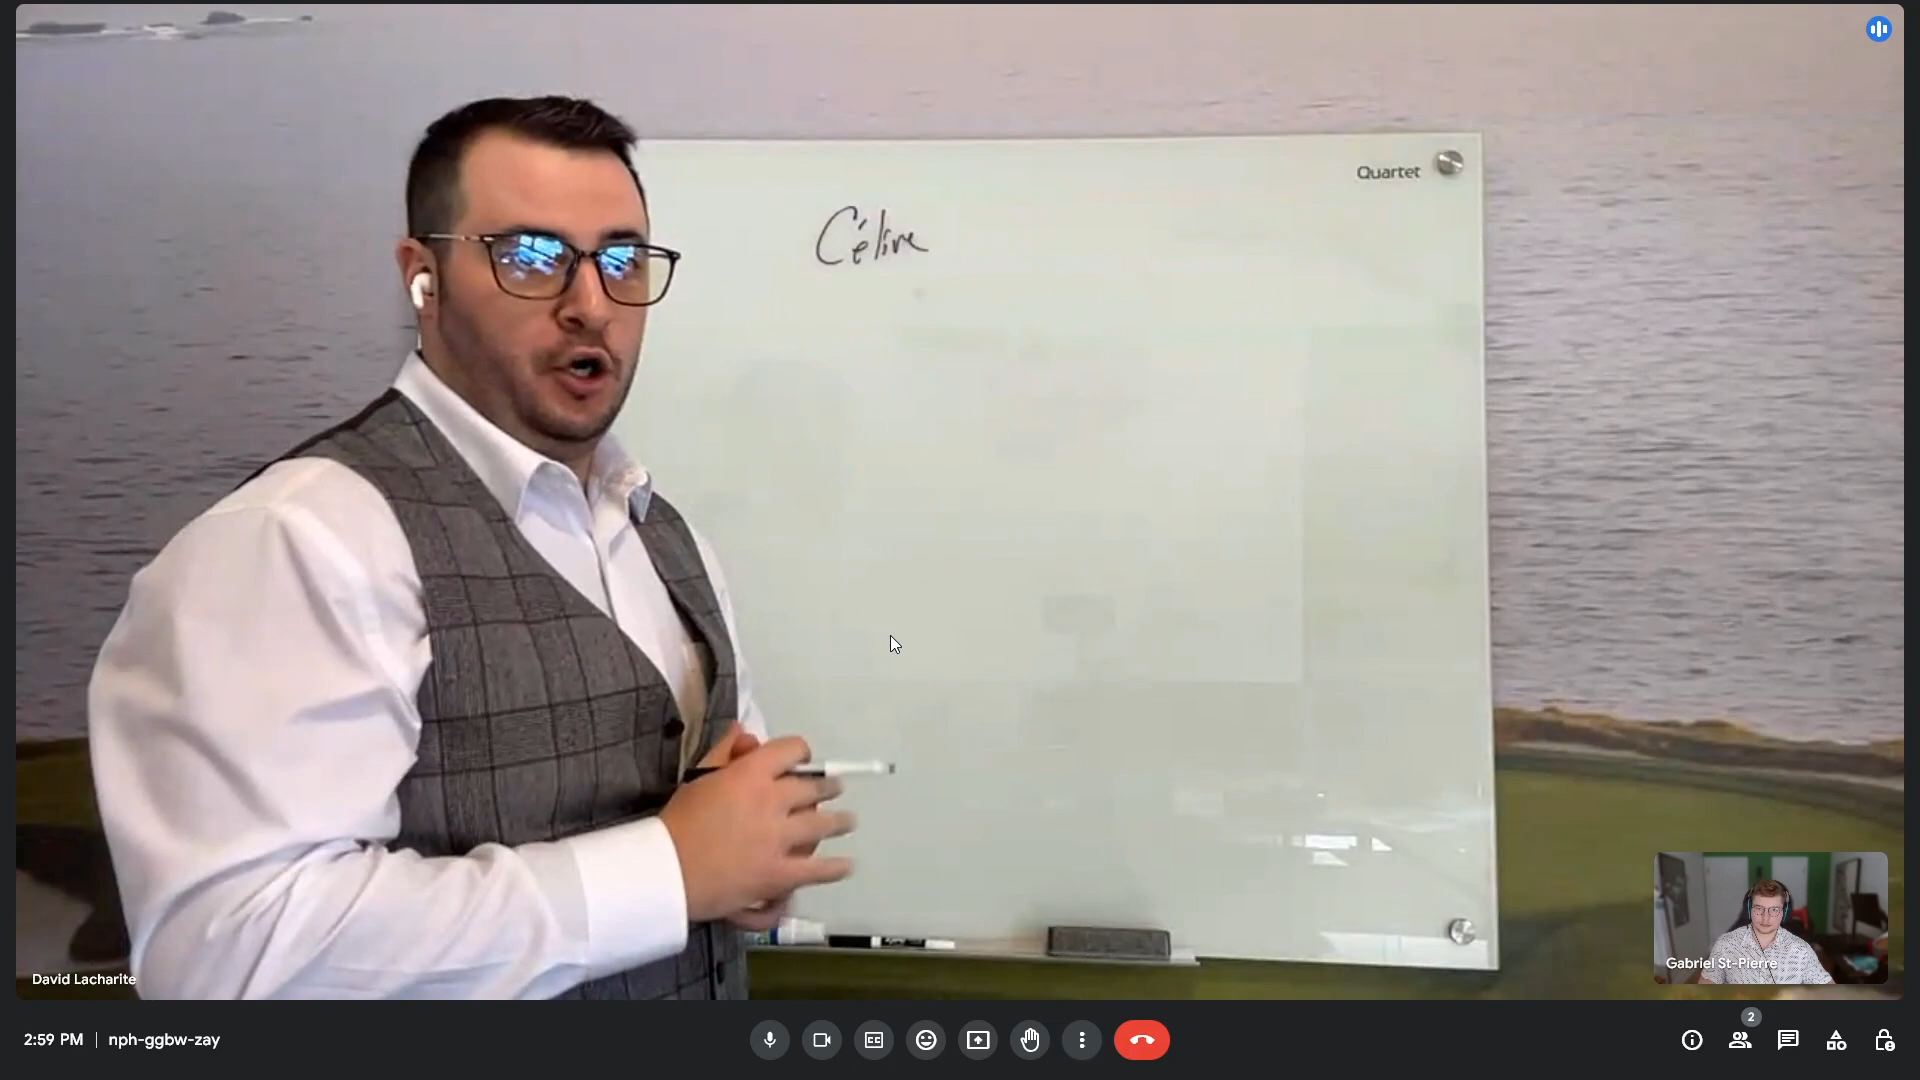 Quartet
Céline
David Lacharite
Gabriel St-Pierre
2:59 PM | nph-ggbw-zay
2